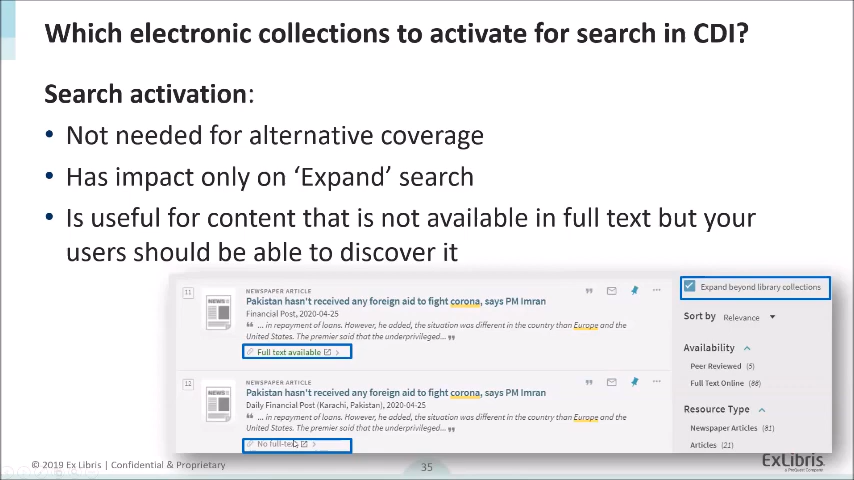 Which electronic collections to activate for search in CDI?
Search activation:
• Not needed for alternative coverage
• Has impact only on ‘Expand’ search
• Is useful for content that is not available in full text but your
users should be able to discover it
11
NEWS
NEWSPAPER ARTICLE
Pakistan hasn't received any foreign aid to fight corona, says PM Imran
Financial Post, 2020-04-25
“ ... in repayment of loans. However, he added, the situation was different in the country than Europe and the
United States. The premier said that the underprivileged... ”
Full text available
12
NEWS
NEWSPAPER ARTICLE
Pakistan hasn't received any foreign aid to fight corona, says PM Imran
Daily Financial Post (Karachi, Pakistan), 2020-04-25
“ ... in repayment of loans. However, he added, the situation was different in the country than Europe and the
United States. The premier said that the underprivileged... ”
No full-text
Expand beyond library collections
Sort by Relevance
Availability
Peer Reviewed (5)
Full Text Online (88)
Resource Type
Newspaper Articles (81)
Articles (21)
© 2019 Ex Libris | Confidential & Proprietary
35
ExLibris
a ProQuest Company